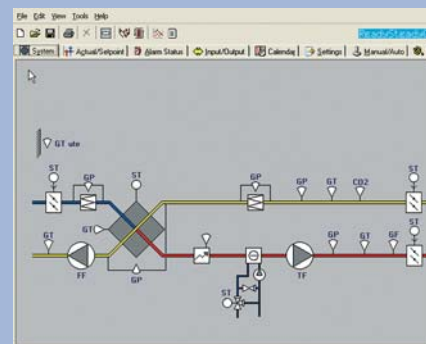 File Edit View Tools Help
System Actual/Setpoint Alarm Status Input/Output Calendar Settings Manual/Auto
GT ute
ST GP ST GP GP GT CO2 ST
GT GT ST
FF GP TF GP GT GF
ST